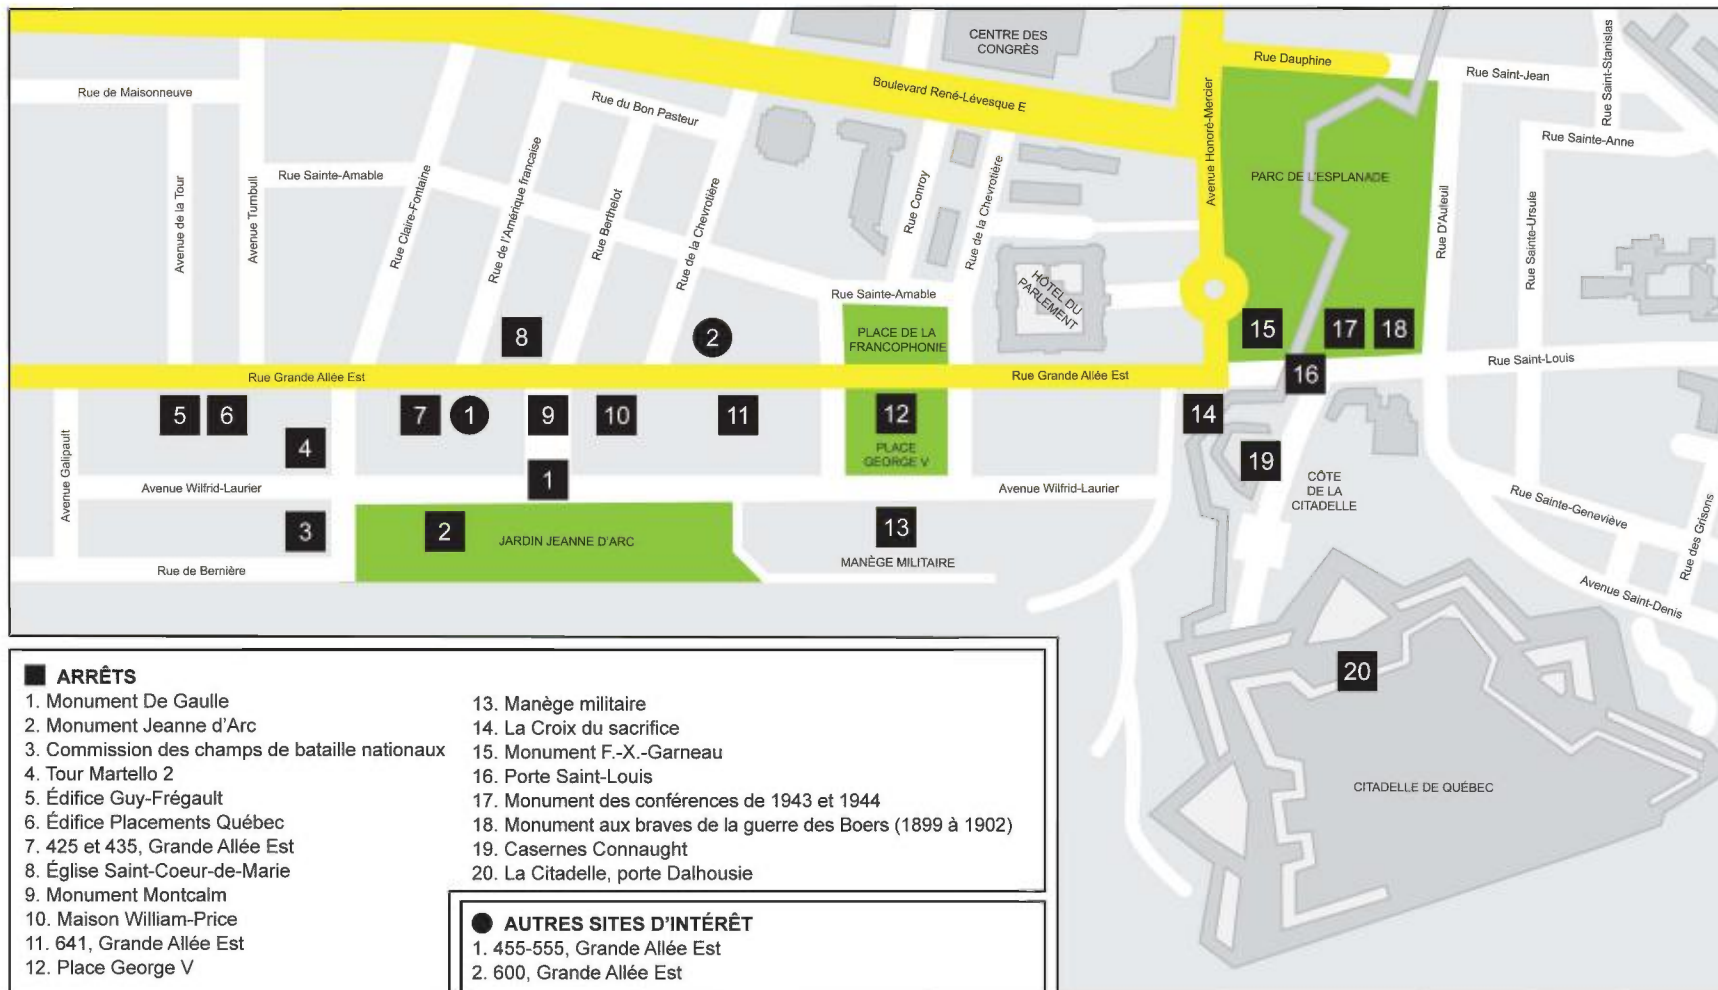 CENTRE DES
CONGRÈS
Rue Dauphine
Rue Saint-Jean
Rue Saint-Stanislas
Rue de Maisonneuve
Boulevard René-Lévesque E
Rue du Bon Pasteur
Avenue Honoré-Mercier
Rue Sainte-Anne
Rue Sainte-Amable
PARC DE L'ESPLANADE
Avenue de la Tour
Avenue Turnbull
Rue Claire-Fontaine
Rue de l'Amérique française
Rue Berthelot
Rue de la Chevrotière
Rue Conroy
Rue de la Chevrotière
Rue D'Auteuil
Rue Sainte-Ursule
HÔTEL DU
PARLEMENT
Rue Sainte-Amable
8
2
PLACE DE LA
FRANCOPHONIE
15
17
18
Rue Saint-Louis
Rue Grande Allée Est
Rue Grande Allée Est
16
5
6
7
1
9
10
11
12
14
4
PLACE
GEORGE V
19
Avenue Galipault
Avenue Wilfrid-Laurier
1
Avenue Wilfrid-Laurier
CÔTE
DE LA
CITADELLE
Rue Sainte-Geneviève
Rue des Grisons
3
2
JARDIN JEANNE D'ARC
13
MANÈGE MILITAIRE
Rue de Bernière
Avenue Saint-Denis
20
CITADELLE DE QUÉBEC
ARRÊTS
1. Monument De Gaulle
2. Monument Jeanne d'Arc
3. Commission des champs de bataille nationaux
4. Tour Martello 2
5. Édifice Guy-Frégault
6. Édifice Placements Québec
7. 425 et 435, Grande Allée Est
8. Église Saint-Coeur-de-Marie
9. Monument Montcalm
10. Maison William-Price
11. 641, Grande Allée Est
12. Place George V
13. Manège militaire
14. La Croix du sacrifice
15. Monument F.-X.-Garneau
16. Porte Saint-Louis
17. Monument des conférences de 1943 et 1944
18. Monument aux braves de la guerre des Boers (1899 à 1902)
19. Casernes Connaught
20. La Citadelle, porte Dalhousie
AUTRES SITES D'INTÉRÊT
1. 455-555, Grande Allée Est
2. 600, Grande Allée Est